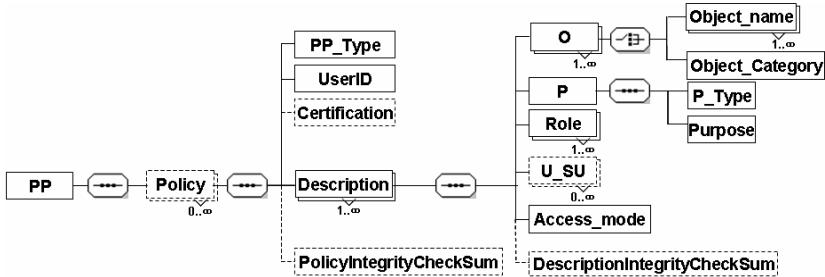 PP
Policy
0..∞
PP_Type
UserID
Certification
Description
1..∞
PolicyIntegrityCheckSum
O
1..∞
Object_name
1..∞
Object_Category
P
P_Type
Purpose
Role
1..∞
U_SU
0..∞
Access_mode
DescriptionIntegrityCheckSum